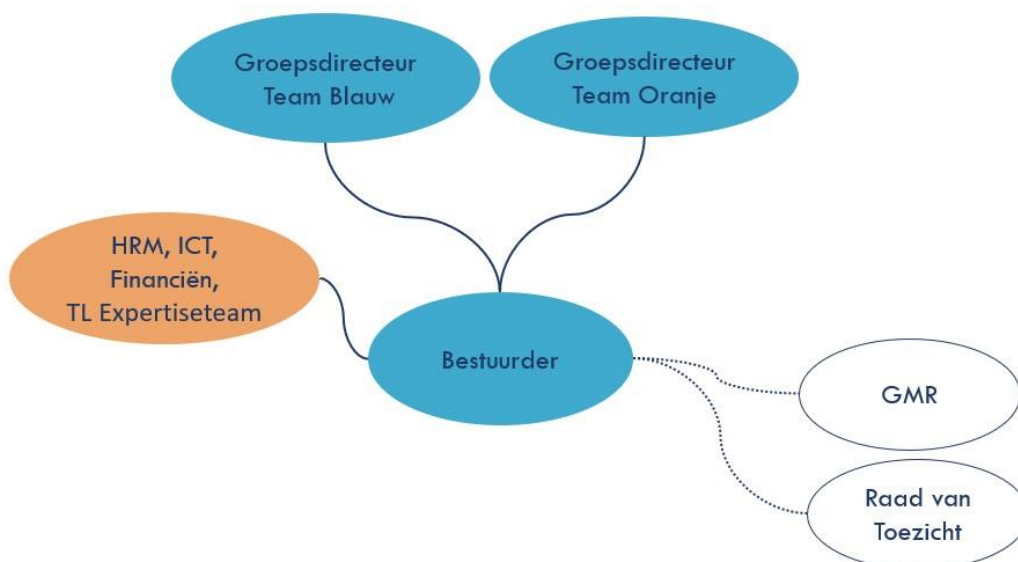 Groepsdirecteur
Team Blauw
Groepsdirecteur
Team Oranje
HRM, ICT,
Financiën,
TL Expertiseteam
Bestuurder
GMR
Raad van
Toezicht